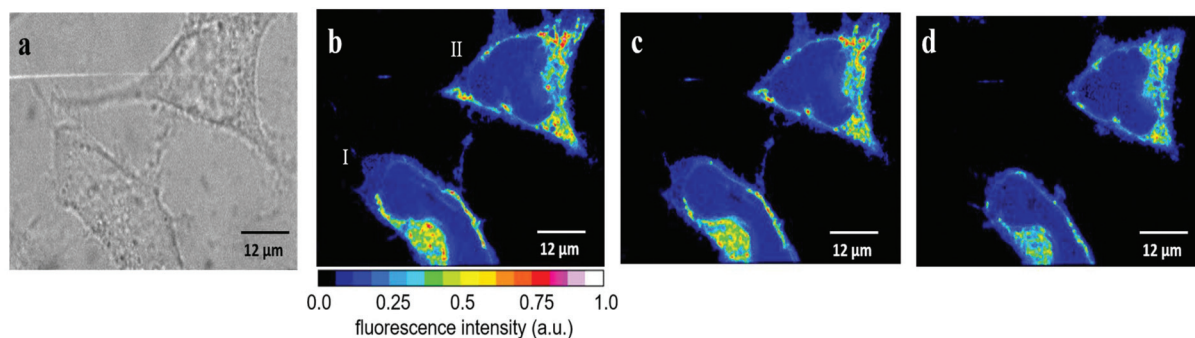 a
b
II
I
c
d
12 μm
12 μm
12 μm
12 μm
0.0 0.25 0.5 0.75 1.0
fluorescence intensity (a.u.)